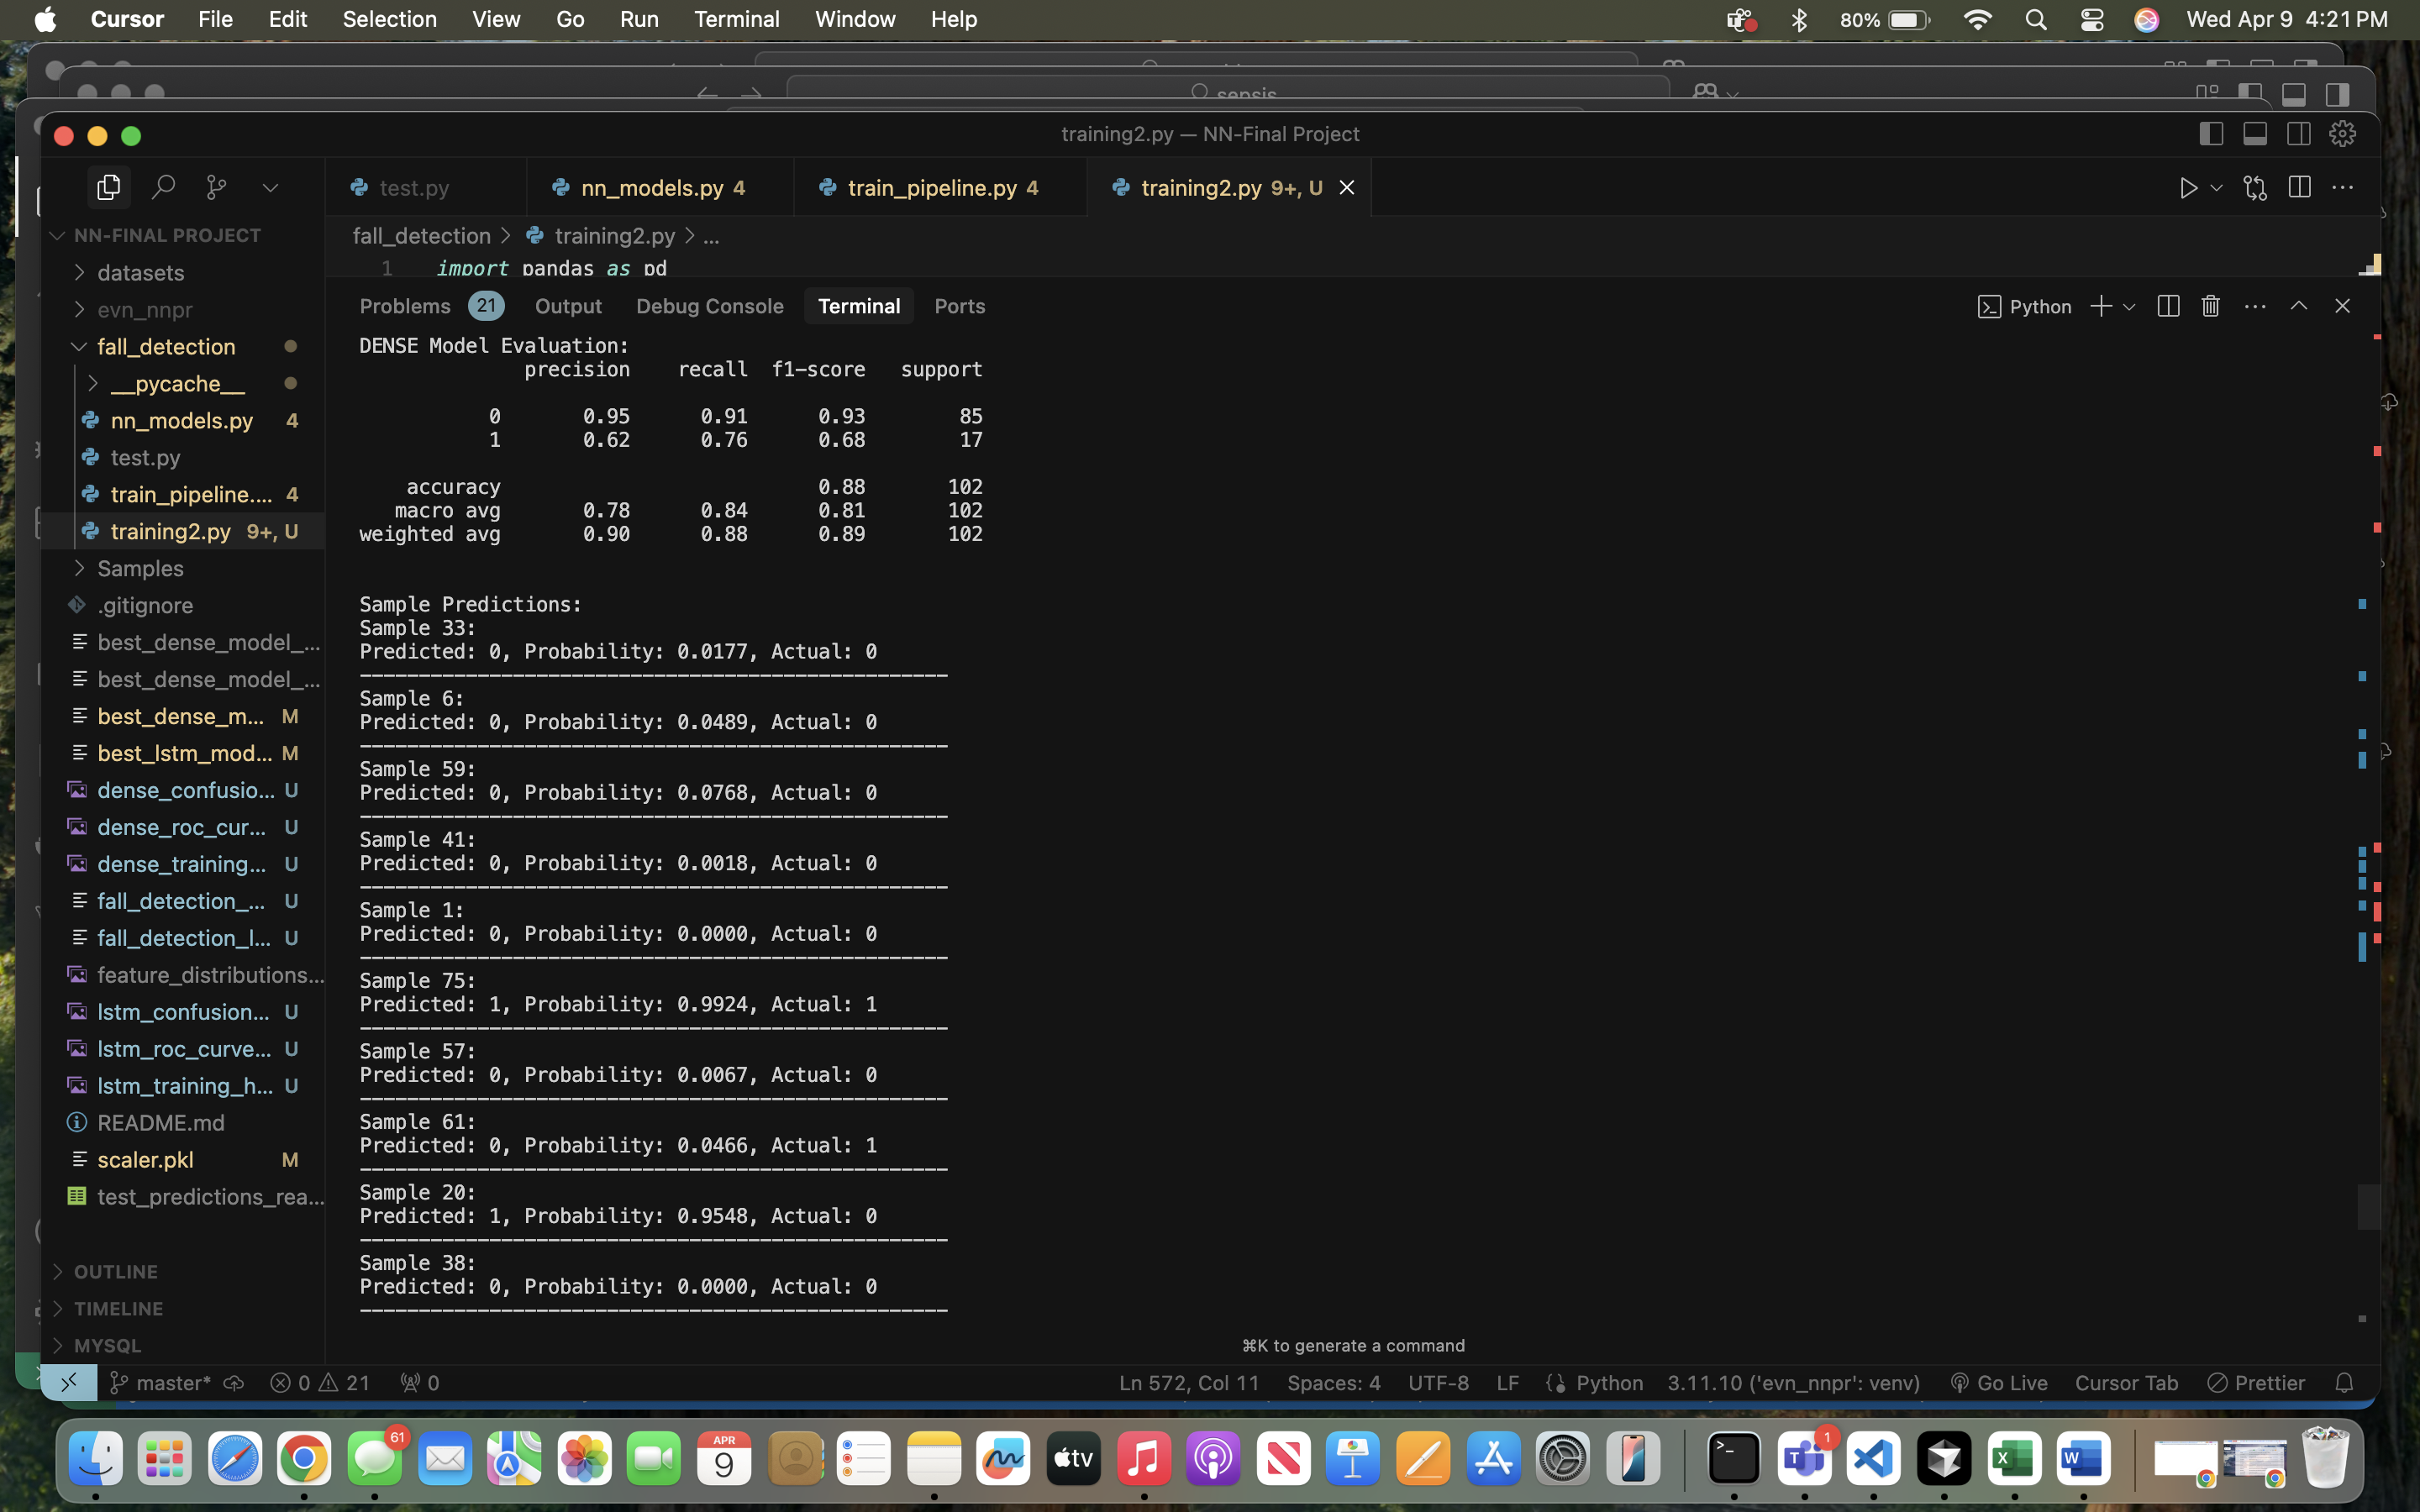 Cursor File Edit Selection View Go Run Terminal Window Help 80% Wed Apr 9 4:21 PM
training2.py — NN-Final Project
test.py nn_models.py 4 train_pipeline.py 4 training2.py 9+, U
NN-FINAL PROJECT
datasets
evn_nnpr
fall_detection
__pycache__
nn_models.py 4
test.py
train_pipeline.... 4
training2.py 9+, U
Samples
.gitignore
best_dense_model_...
best_dense_model_...
best_dense_m... M
best_lstm_mod... M
dense_confusio... U
dense_roc_cur... U
dense_training... U
fall_detection_... U
fall_detection_l... U
feature_distributions...
lstm_confusion... U
lstm_roc_curve... U
lstm_training_h... U
README.md
scaler.pkl M
test_predictions_rea...
OUTLINE
TIMELINE
MYSQL
fall_detection > training2.py > ...
1 import pandas as pd
Problems 21 Output Debug Console Terminal Ports Python
DENSE Model Evaluation:
precision recall f1-score support
0 0.95 0.91 0.93 85
1 0.62 0.76 0.68 17
accuracy 0.88 102
macro avg 0.78 0.84 0.81 102
weighted avg 0.90 0.88 0.89 102
Sample Predictions:
Sample 33:
Predicted: 0, Probability: 0.0177, Actual: 0
--------------------------------------------------
Sample 6:
Predicted: 0, Probability: 0.0489, Actual: 0
--------------------------------------------------
Sample 59:
Predicted: 0, Probability: 0.0768, Actual: 0
--------------------------------------------------
Sample 41:
Predicted: 0, Probability: 0.0018, Actual: 0
--------------------------------------------------
Sample 1:
Predicted: 0, Probability: 0.0000, Actual: 0
--------------------------------------------------
Sample 75:
Predicted: 1, Probability: 0.9924, Actual: 1
--------------------------------------------------
Sample 57:
Predicted: 0, Probability: 0.0067, Actual: 0
--------------------------------------------------
Sample 61:
Predicted: 0, Probability: 0.0466, Actual: 1
--------------------------------------------------
Sample 20:
Predicted: 1, Probability: 0.9548, Actual: 0
--------------------------------------------------
Sample 38:
Predicted: 0, Probability: 0.0000, Actual: 0
--------------------------------------------------
⌘K to generate a command
master* 0 21 0 Ln 572, Col 11 Spaces: 4 UTF-8 LF Python 3.11.10 ('evn_nnpr': venv) Go Live Cursor Tab Prettier
61 APR 9 tv 1